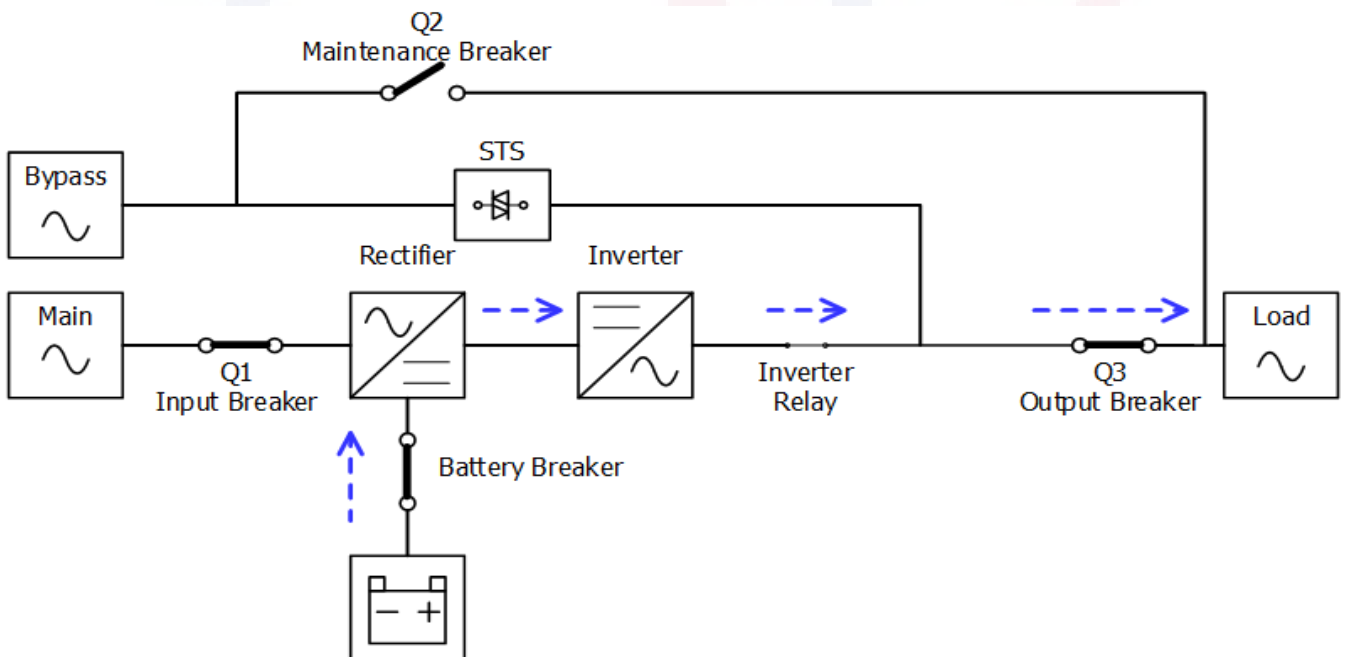 Q2
Maintenance Breaker
STS
Bypass
Rectifier
Inverter
Main
Load
Q1
Input Breaker
Inverter
Relay
Q3
Output Breaker
Battery Breaker